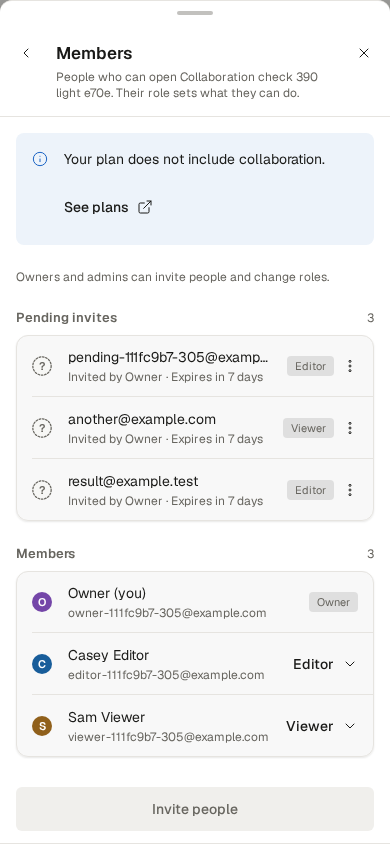 Members
People who can open Collaboration check 390
light e70e. Their role sets what they can do.
Your plan does not include collaboration.
See plans
Owners and admins can invite people and change roles.
Pending invites 3
pending-111fc9b7-305@examp...
Editor
Invited by Owner · Expires in 7 days
another@example.com
Viewer
Invited by Owner · Expires in 7 days
result@example.test
Editor
Invited by Owner · Expires in 7 days
Members 3
O
Owner (you)
Owner
owner-111fc9b7-305@example.com
C
Casey Editor
Editor
editor-111fc9b7-305@example.com
S
Sam Viewer
Viewer
viewer-111fc9b7-305@example.com
Invite people